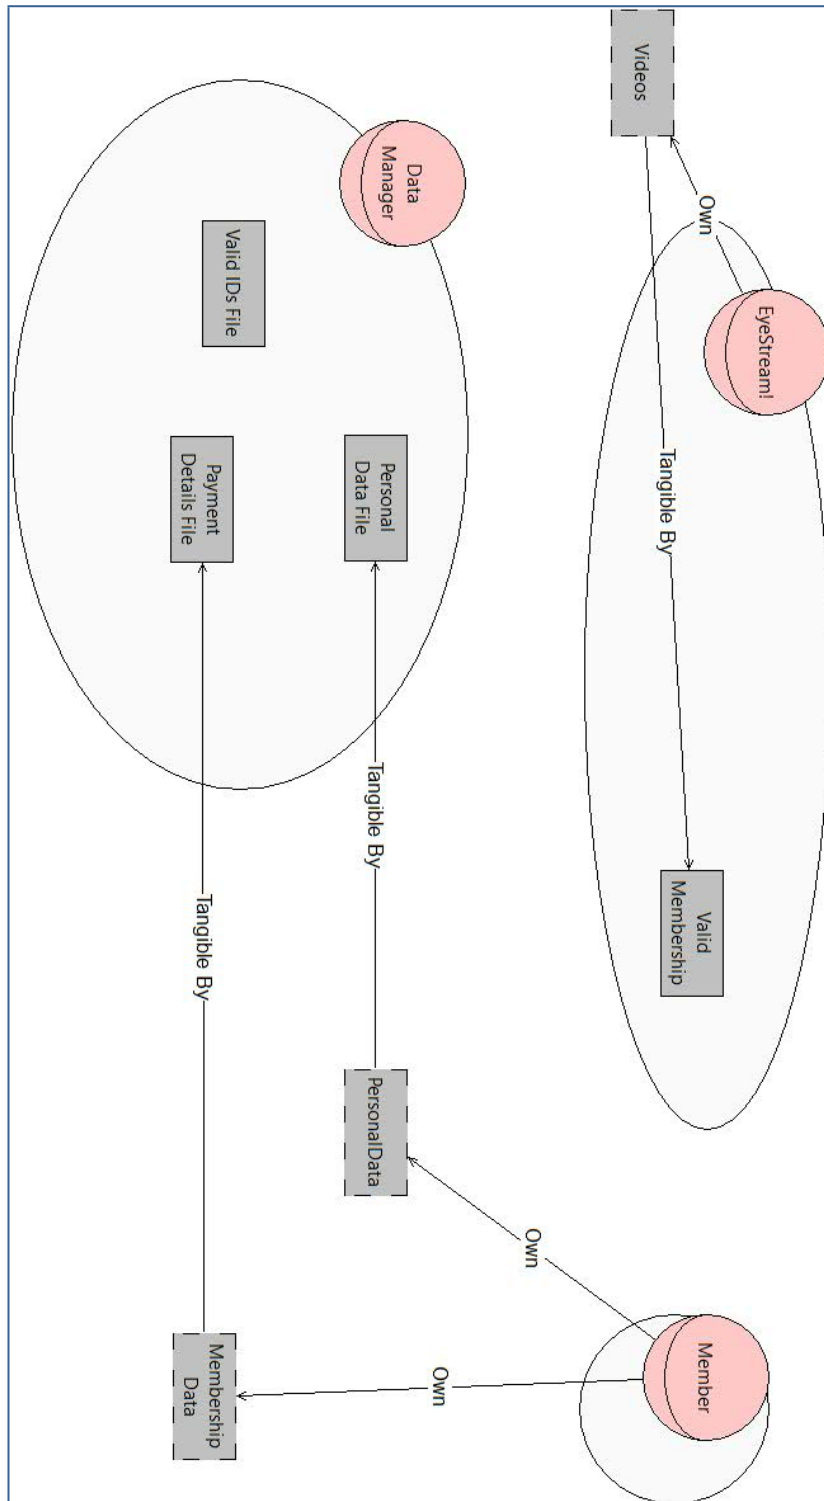 Member
Own
Own
PersonalData
Membership
Data
Valid
Membership
Tangible By
Tangible By
Tangible By
Personal
Data File
Payment
Details File
EyeStream!
Own
Videos
Data
Manager
Valid IDs File